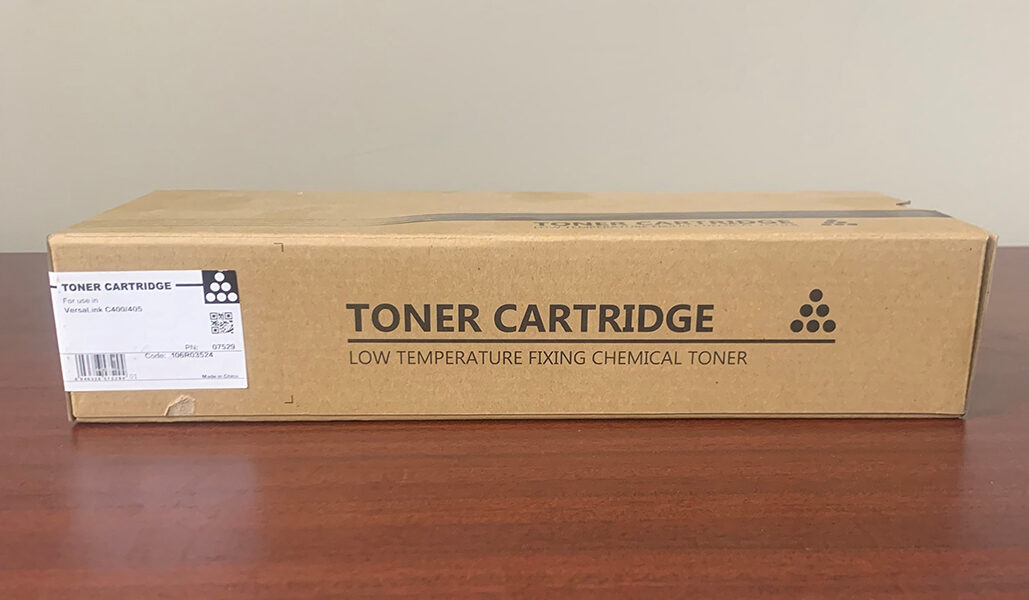 TONER CARTRIDGE
TONER CARTRIDGE
For use in
VersaLink C400/405
PN: 07529
Code: 106R03524
Made in China
TONER CARTRIDGE
LOW TEMPERATURE FIXING CHEMICAL TONER